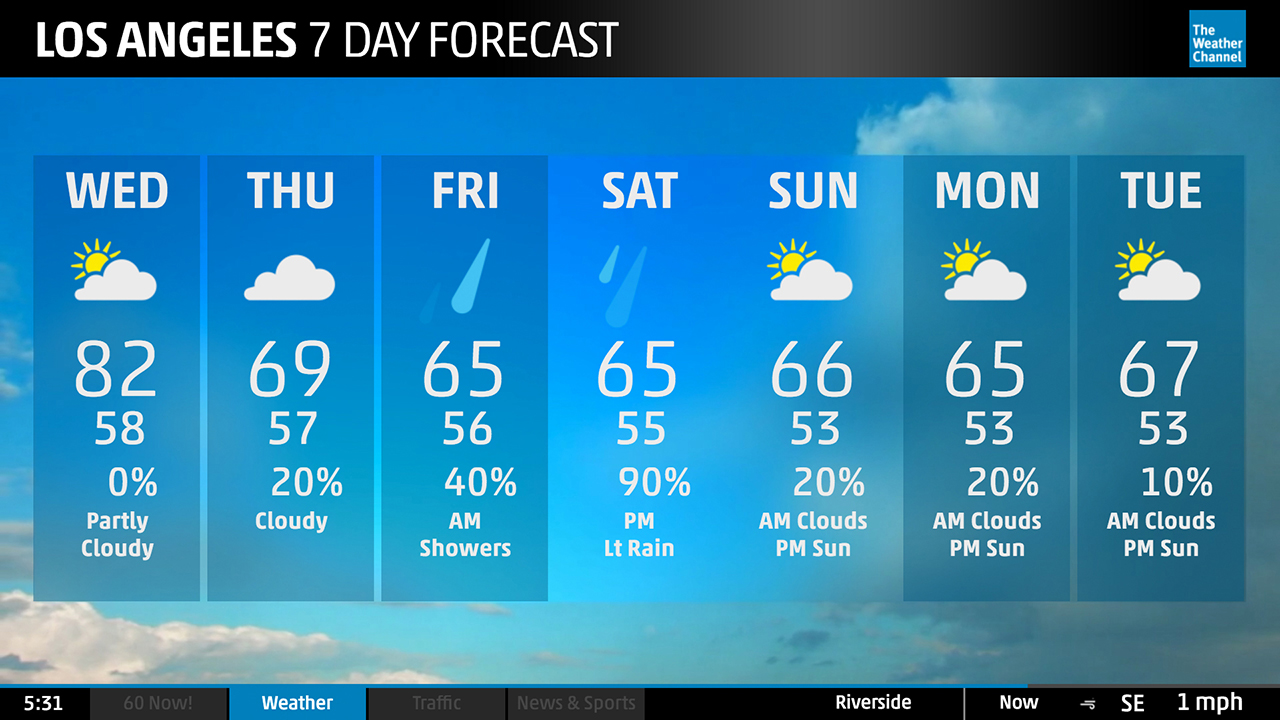 LOS ANGELES 7 DAY FORECAST
The
Weather
Channel
WED THU FRI SAT SUN MON TUE
82 69 65 65 66 65 67
58 57 56 55 53 53 53
0% 20% 40% 90% 20% 20% 10%
Partly Cloudy AM PM AM Clouds AM Clouds AM Clouds
Cloudy Showers Lt Rain PM Sun PM Sun PM Sun
5:31 60 Now! Weather Traffic News & Sports Riverside Now SE 1 mph